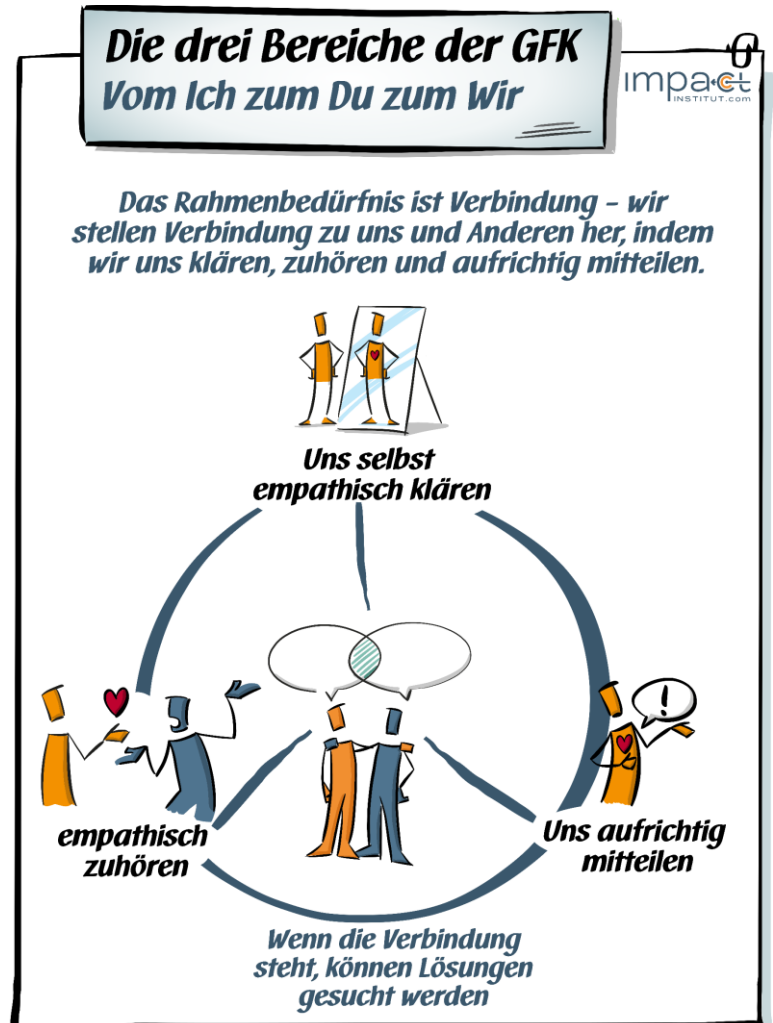 Die drei Bereiche der GFK
Vom Ich zum Du zum Wir
impact
INSTITUT.com
Das Rahmenbedürfnis ist Verbindung – wir
stellen Verbindung zu uns und Anderen her, indem
wir uns klären, zuhören und aufrichtig mitteilen.
Uns selbst
empathisch klären
!
empathisch
zuhören
Uns aufrichtig
mitteilen
Wenn die Verbindung
steht, können Lösungen
gesucht werden